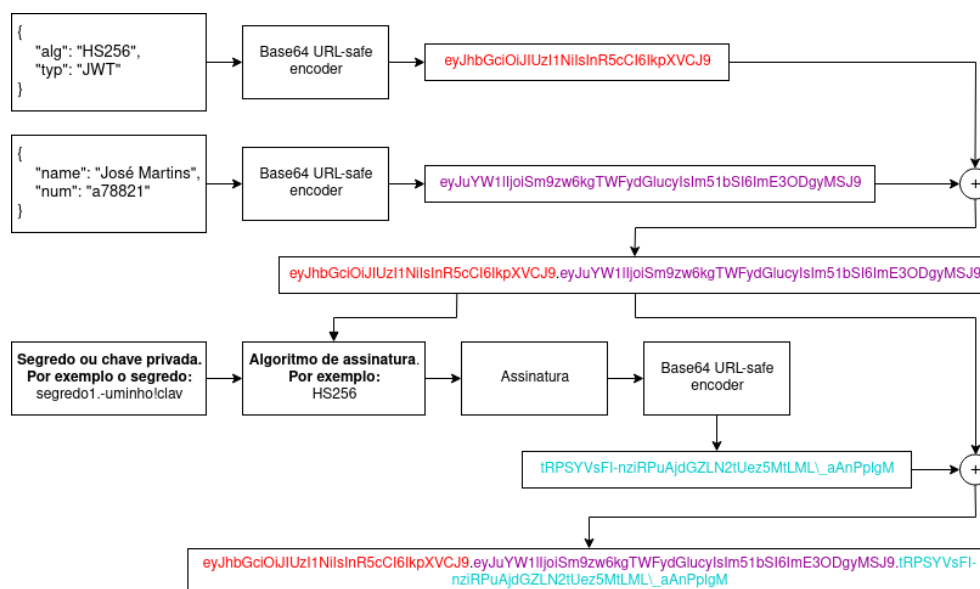 {
"alg": "HS256",
"typ": "JWT"
}
Base64 URL-safe
encoder
eyJhbGciOiJIUzI1NiIsInR5cCI6IkpXVCJ9
{
"name": "José Martins",
"num": "a78821"
}
Base64 URL-safe
encoder
eyJuYW1lIjoiSm9zw6kgTWFydGlucyIsIm51bSI6ImE3ODgyMSJ9
+
eyJhbGciOiJIUzI1NiIsInR5cCI6IkpXVCJ9.eyJuYW1lIjoiSm9zw6kgTWFydGlucyIsIm51bSI6ImE3ODgyMSJ9
Segredo ou chave privada.
Por exemplo o segredo:
segredo1.-uminho!clav
Algoritmo de assinatura.
Por exemplo:
HS256
Assinatura
Base64 URL-safe
encoder
tRPSYVsFI-nziRPuAjdGZLN2tUez5MtLML\_aAnPplgM
+
eyJhbGciOiJIUzI1NiIsInR5cCI6IkpXVCJ9.eyJuYW1lIjoiSm9zw6kgTWFydGlucyIsIm51bSI6ImE3ODgyMSJ9.tRPSYVsFI-
nziRPuAjdGZLN2tUez5MtLML\_aAnPplgM